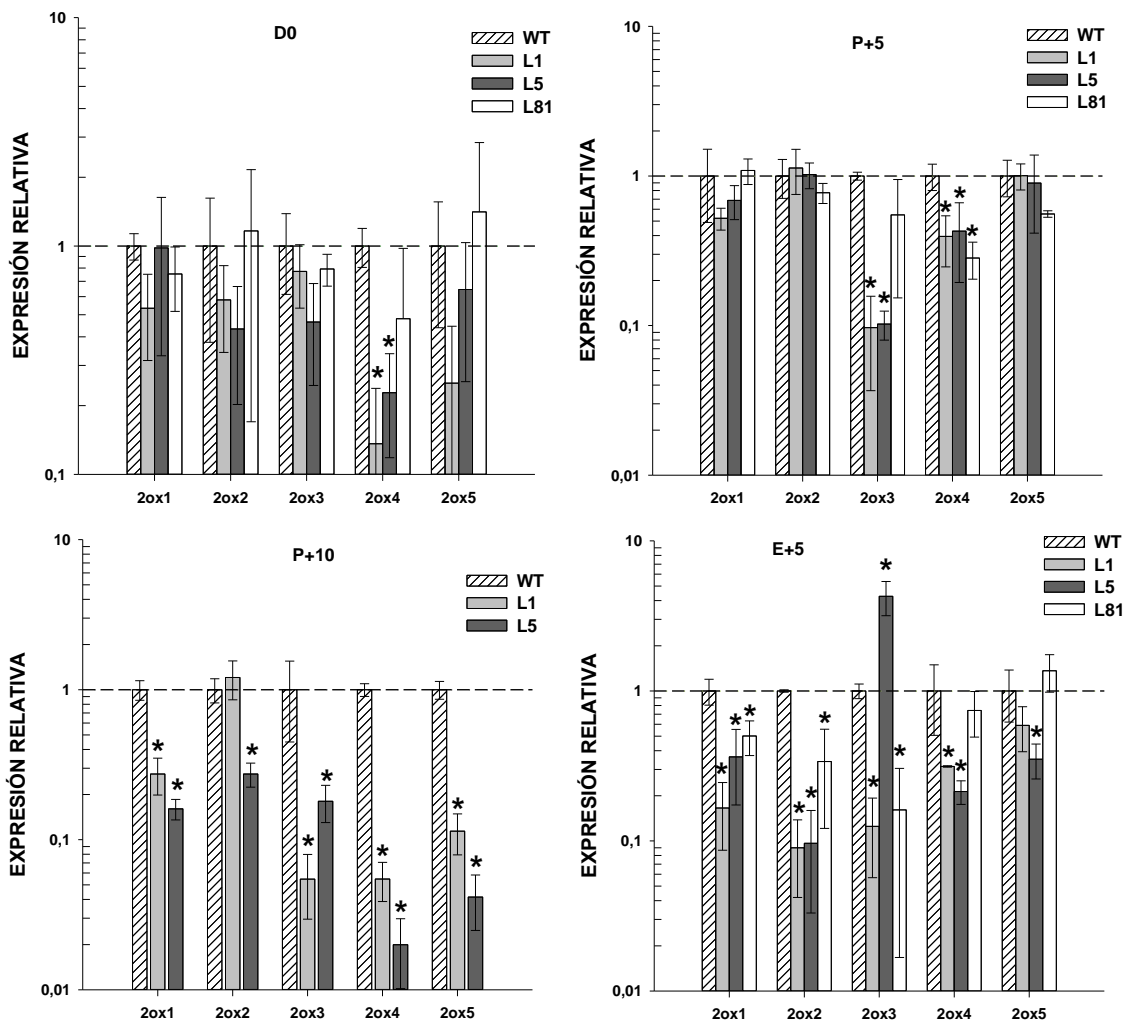 D0
WT
L1
L5
L81
EXPRESIÓN RELATIVA
10
1
0,1
2ox1 2ox2 2ox3 2ox4 2ox5
* *
P+5
WT
L1
L5
L81
EXPRESIÓN RELATIVA
10
1
0,1
0,01
2ox1 2ox2 2ox3 2ox4 2ox5
* * * * *
P+10
WT
L1
L5
EXPRESIÓN RELATIVA
10
1
0,1
0,01
2ox1 2ox2 2ox3 2ox4 2ox5
* * * * * * * * *
E+5
WT
L1
L5
L81
EXPRESIÓN RELATIVA
10
1
0,1
0,01
2ox1 2ox2 2ox3 2ox4 2ox5
* * * * * * * * * * * *